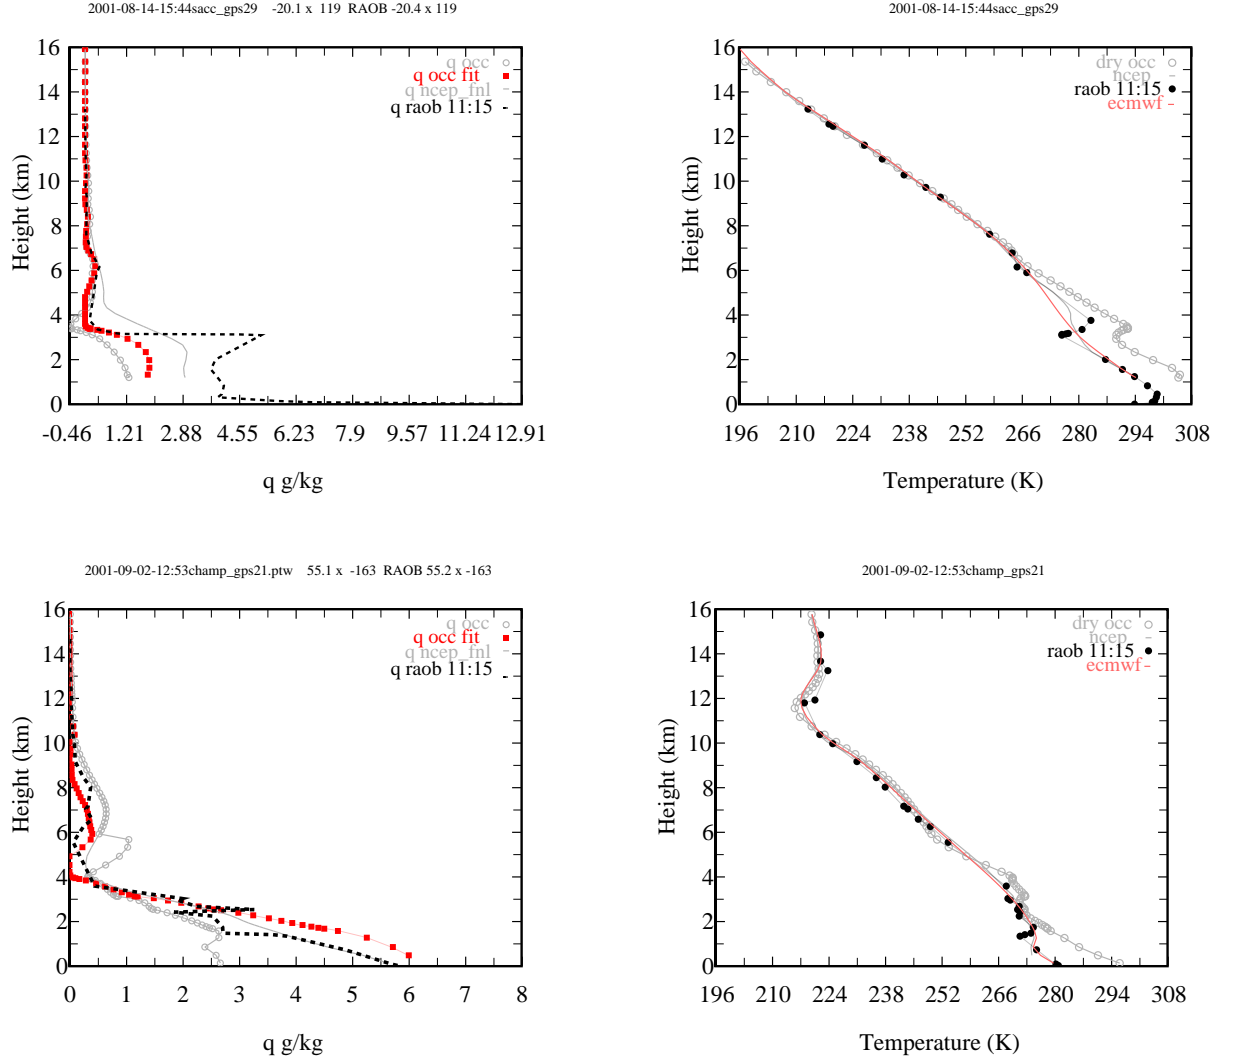 2001-08-14-15:44sacc_gps29 -20.1 x 119 RAOB -20.4 x 119
16
14
12
10
8
6
4
2
0
Height (km)
q occ
q occ fit
q ncep_fnl
q raob 11:15
-0.46 1.21 2.88 4.55 6.23 7.9 9.57 11.24 12.91
q g/kg
2001-08-14-15:44sacc_gps29
16
14
12
10
8
6
4
2
0
Height (km)
dry occ
ncep
raob 11:15
ecmwf
196 210 224 238 252 266 280 294 308
Temperature (K)
2001-09-02-12:53champ_gps21.ptw 55.1 x -163 RAOB 55.2 x -163
16
14
12
10
8
6
4
2
0
Height (km)
q occ
q occ fit
q ncep_fnl
q raob 11:15
0 1 2 3 4 5 6 7 8
q g/kg
2001-09-02-12:53champ_gps21
16
14
12
10
8
6
4
2
0
Height (km)
dry occ
ncep
raob 11:15
ecmwf
196 210 224 238 252 266 280 294 308
Temperature (K)